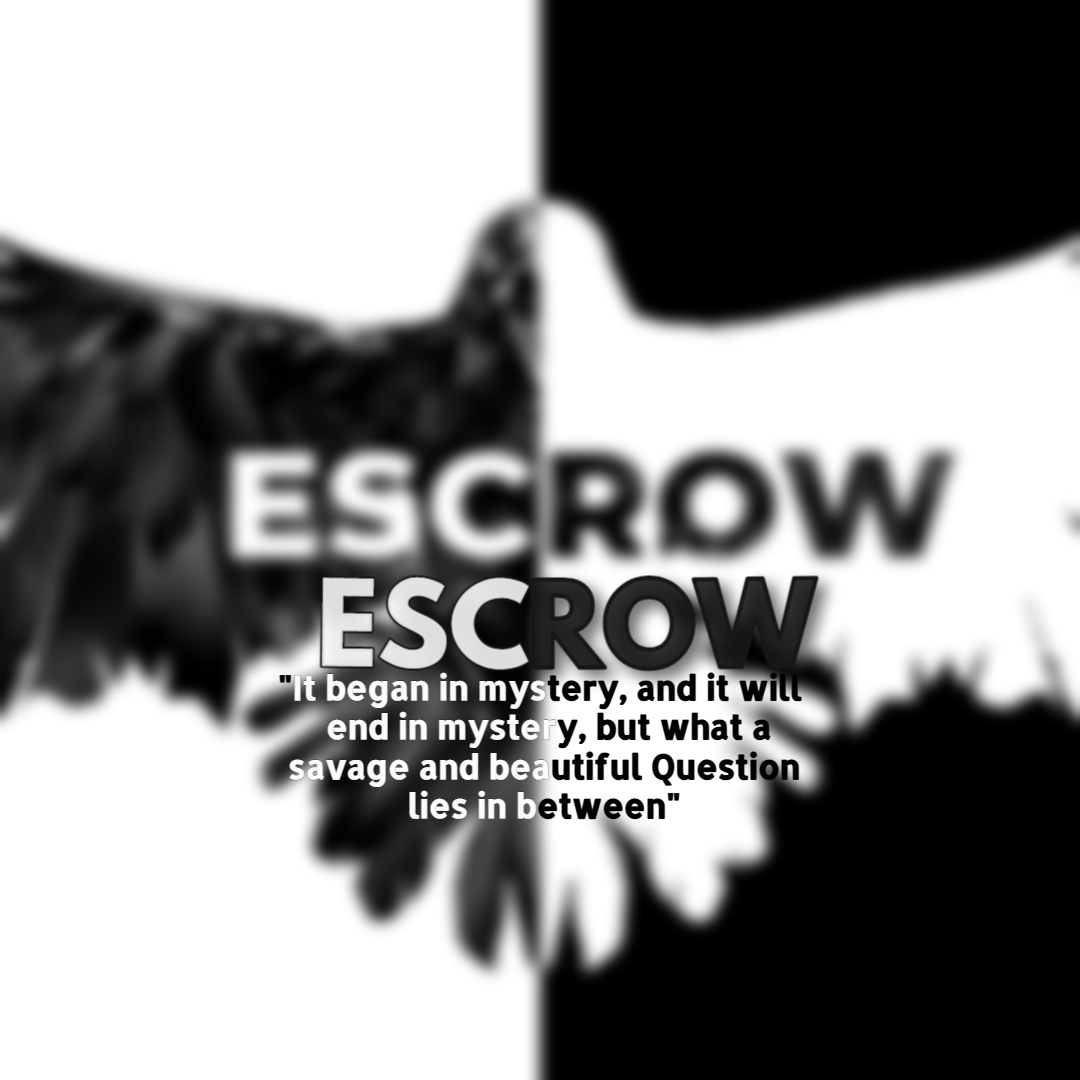 ESCROW
ESCROW
"It began in mystery, and it will
end in mystery, but what a
savage and beautiful Question
lies in between"